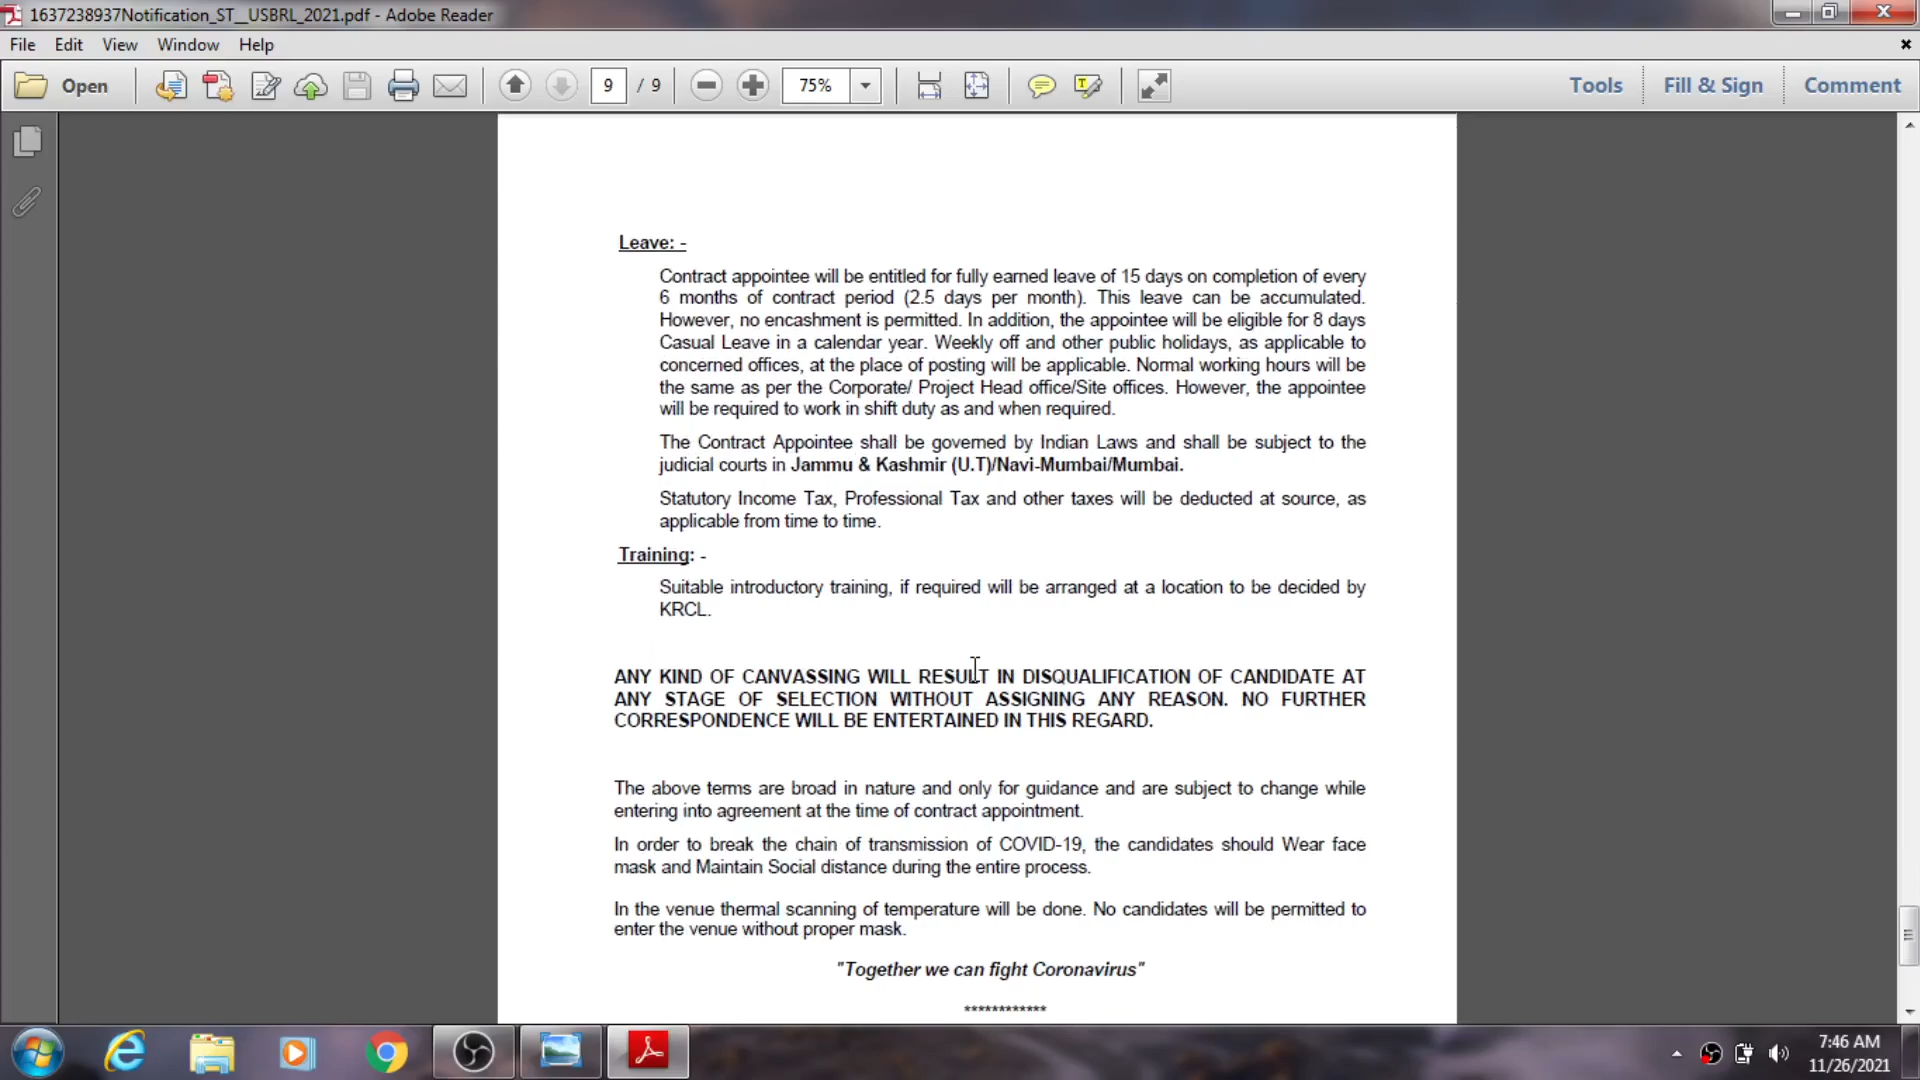 1637238937Notification_ST__USBRL_2021.pdf - Adobe Reader
File Edit View Window Help
Open 9 / 9 75% Tools Fill & Sign Comment
Leave: -
Contract appointee will be entitled for fully earned leave of 15 days on completion of every
6 months of contract period (2.5 days per month). This leave can be accumulated.
However, no encashment is permitted. In addition, the appointee will be eligible for 8 days
Casual Leave in a calendar year. Weekly off and other public holidays, as applicable to
concerned offices, at the place of posting will be applicable. Normal working hours will be
the same as per the Corporate/ Project Head office/Site offices. However, the appointee
will be required to work in shift duty as and when required.
The Contract Appointee shall be governed by Indian Laws and shall be subject to the
judicial courts in Jammu & Kashmir (U.T)/Navi-Mumbai/Mumbai.
Statutory Income Tax, Professional Tax and other taxes will be deducted at source, as
applicable from time to time.
Training: -
Suitable introductory training, if required will be arranged at a location to be decided by
KRCL.
ANY KIND OF CANVASSING WILL RESULT IN DISQUALIFICATION OF CANDIDATE AT
ANY STAGE OF SELECTION WITHOUT ASSIGNING ANY REASON. NO FURTHER
CORRESPONDENCE WILL BE ENTERTAINED IN THIS REGARD.
The above terms are broad in nature and only for guidance and are subject to change while
entering into agreement at the time of contract appointment.
In order to break the chain of transmission of COVID-19, the candidates should Wear face
mask and Maintain Social distance during the entire process.
In the venue thermal scanning of temperature will be done. No candidates will be permitted to
enter the venue without proper mask.
"Together we can fight Coronavirus"
************
7:46 AM
11/26/2021